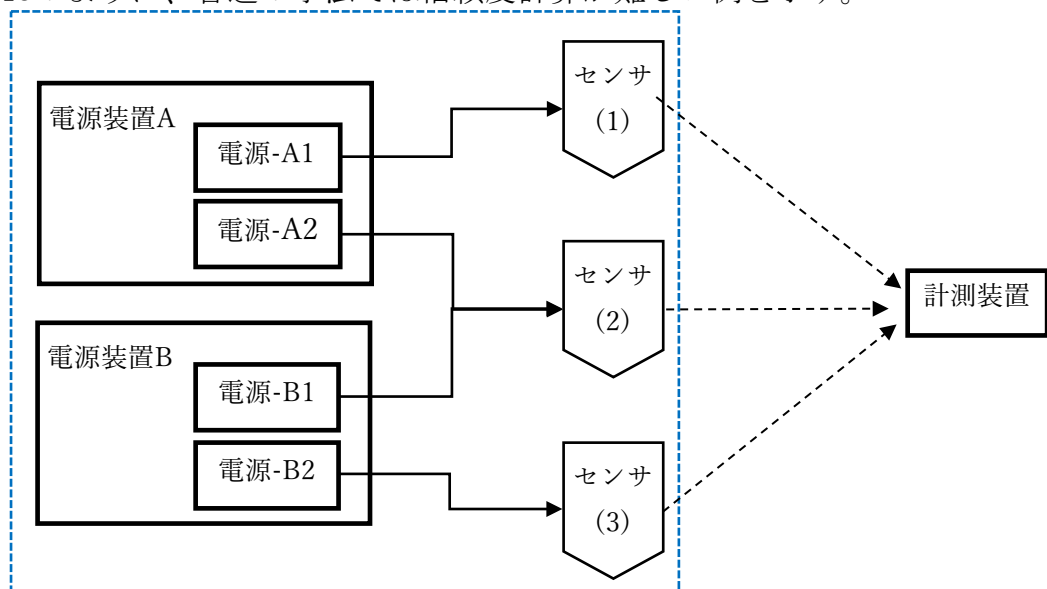 電源装置A
電源-A1
電源-A2
電源装置B
電源-B1
電源-B2
センサ
(1)
センサ
(2)
センサ
(3)
計測装置